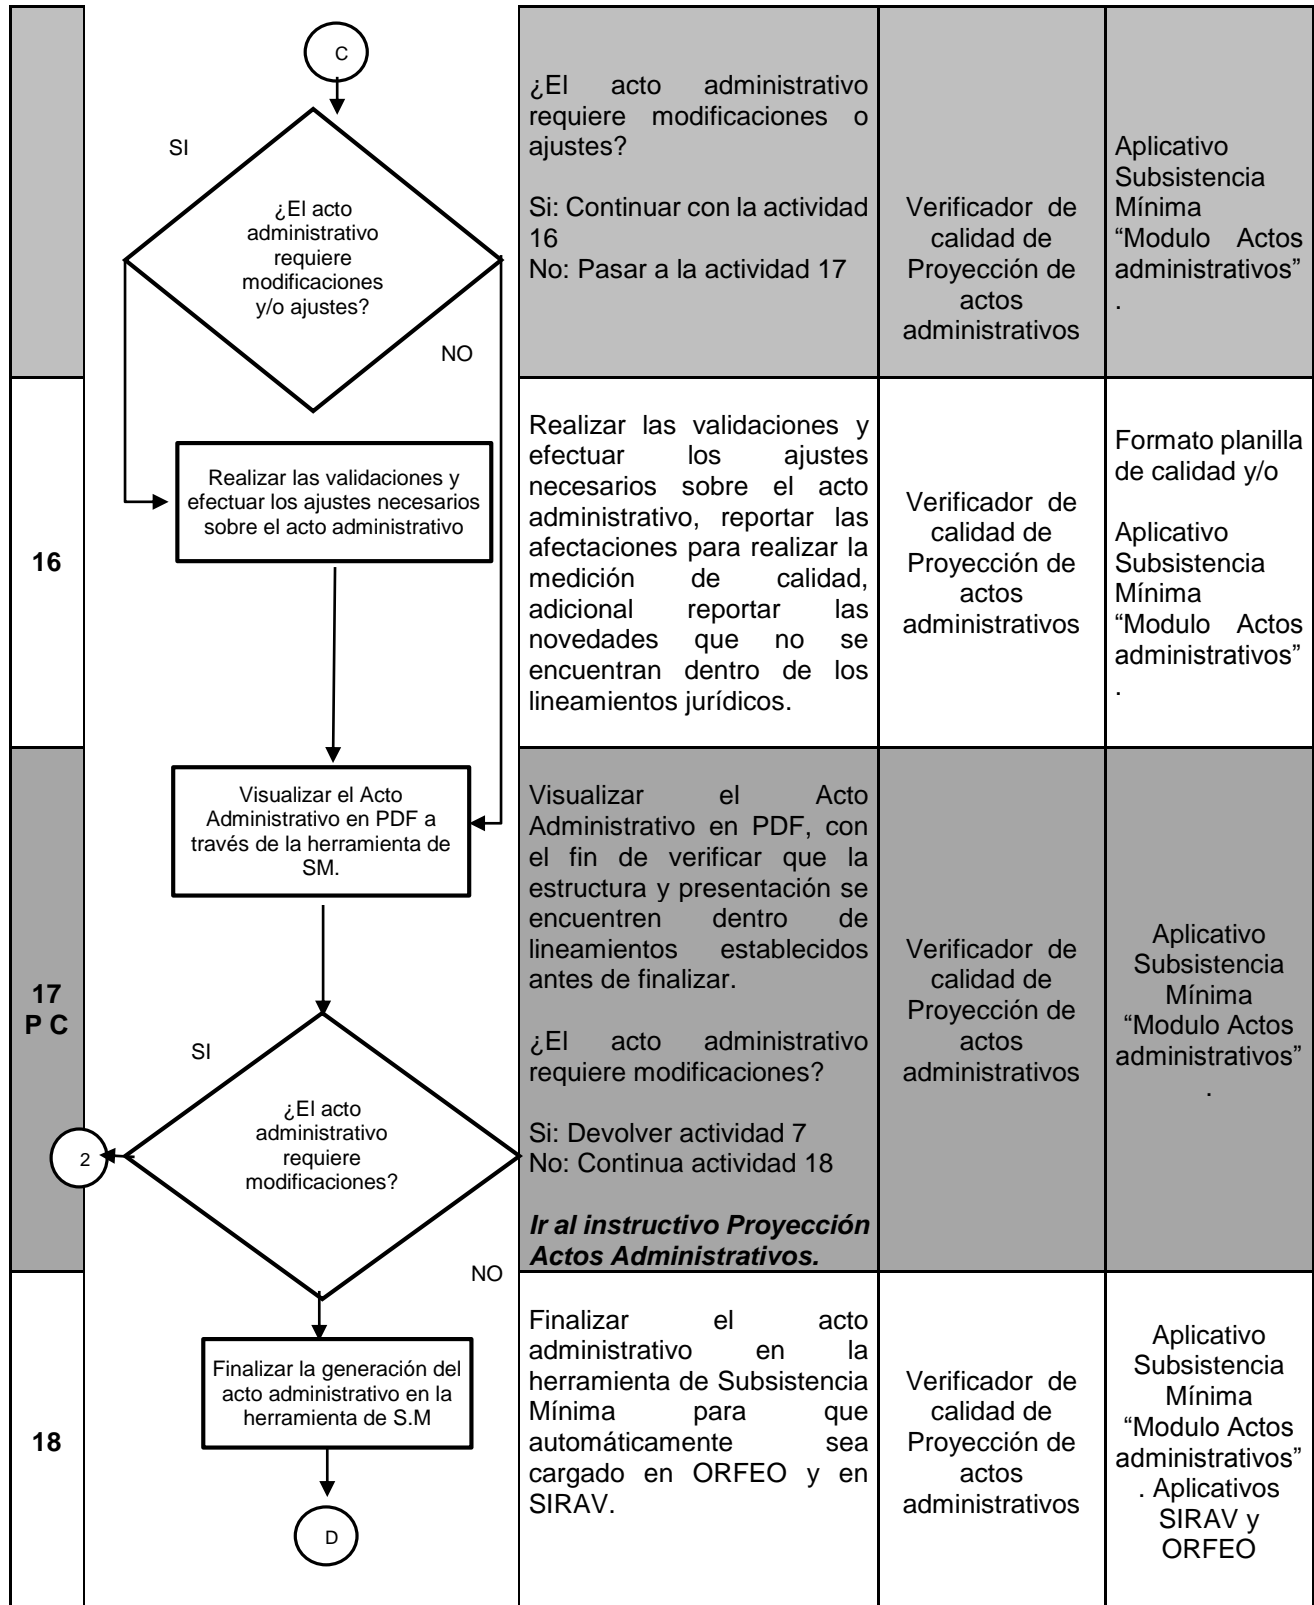 C
SI
¿El acto
administrativo
requiere
modificaciones
y/o ajustes?
NO
¿El acto administrativo
requiere modificaciones o
ajustes?
Si: Continuar con la actividad
16
No: Pasar a la actividad 17
Verificador de
calidad de
Proyección de
actos
administrativos
Aplicativo
Subsistencia
Mínima
“Modulo Actos
administrativos”
.
16
Realizar las validaciones y
efectuar los ajustes necesarios
sobre el acto administrativo
Realizar las validaciones y
efectuar los ajustes
necesarios sobre el acto
administrativo, reportar las
afectaciones para realizar la
medición de calidad,
adicional reportar las
novedades que no se
encuentran dentro de los
lineamientos jurídicos.
Verificador de
calidad de
Proyección de
actos
administrativos
Formato planilla
de calidad y/o
Aplicativo
Subsistencia
Mínima
“Modulo Actos
administrativos”
.
17
P C
Visualizar el Acto
Administrativo en PDF a
través de la herramienta de
SM.
SI
¿El acto
administrativo
requiere
modificaciones?
2
NO
Visualizar el Acto
Administrativo en PDF, con
el fin de verificar que la
estructura y presentación se
encuentren dentro de
lineamientos establecidos
antes de finalizar.
¿El acto administrativo
requiere modificaciones?
Si: Devolver actividad 7
No: Continua actividad 18
Ir al instructivo Proyección
Actos Administrativos.
Verificador de
calidad de
Proyección de
actos
administrativos
Aplicativo
Subsistencia
Mínima
“Modulo Actos
administrativos”
.
18
Finalizar la generación del
acto administrativo en la
herramienta de S.M
D
Finalizar el acto
administrativo en la
herramienta de Subsistencia
Mínima para que
automáticamente sea
cargado en ORFEO y en
SIRAV.
Verificador de
calidad de
Proyección de
actos
administrativos
Aplicativo
Subsistencia
Mínima
“Modulo Actos
administrativos”
. Aplicativos
SIRAV y
ORFEO